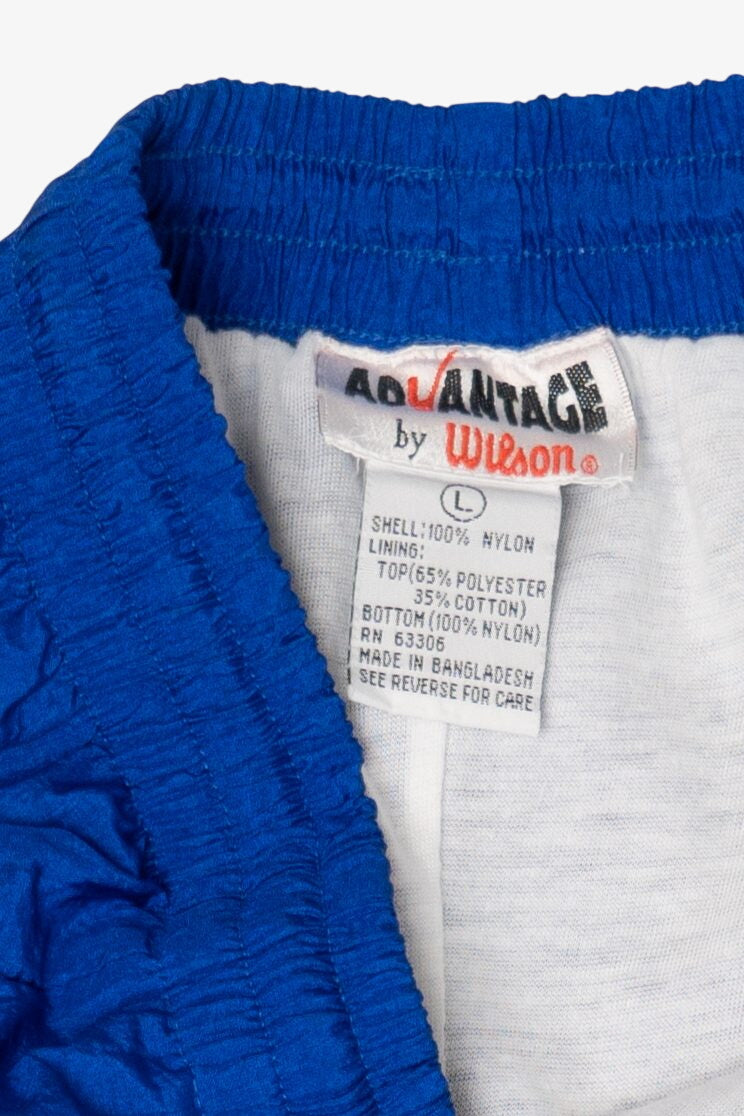 ADVANTAGE
by Wilson®
L
SHELL:100% NYLON
LINING:
TOP(65% POLYESTER
35% COTTON)
BOTTOM(100% NYLON)
RN 63306
MADE IN BANGLADESH
SEE REVERSE FOR CARE